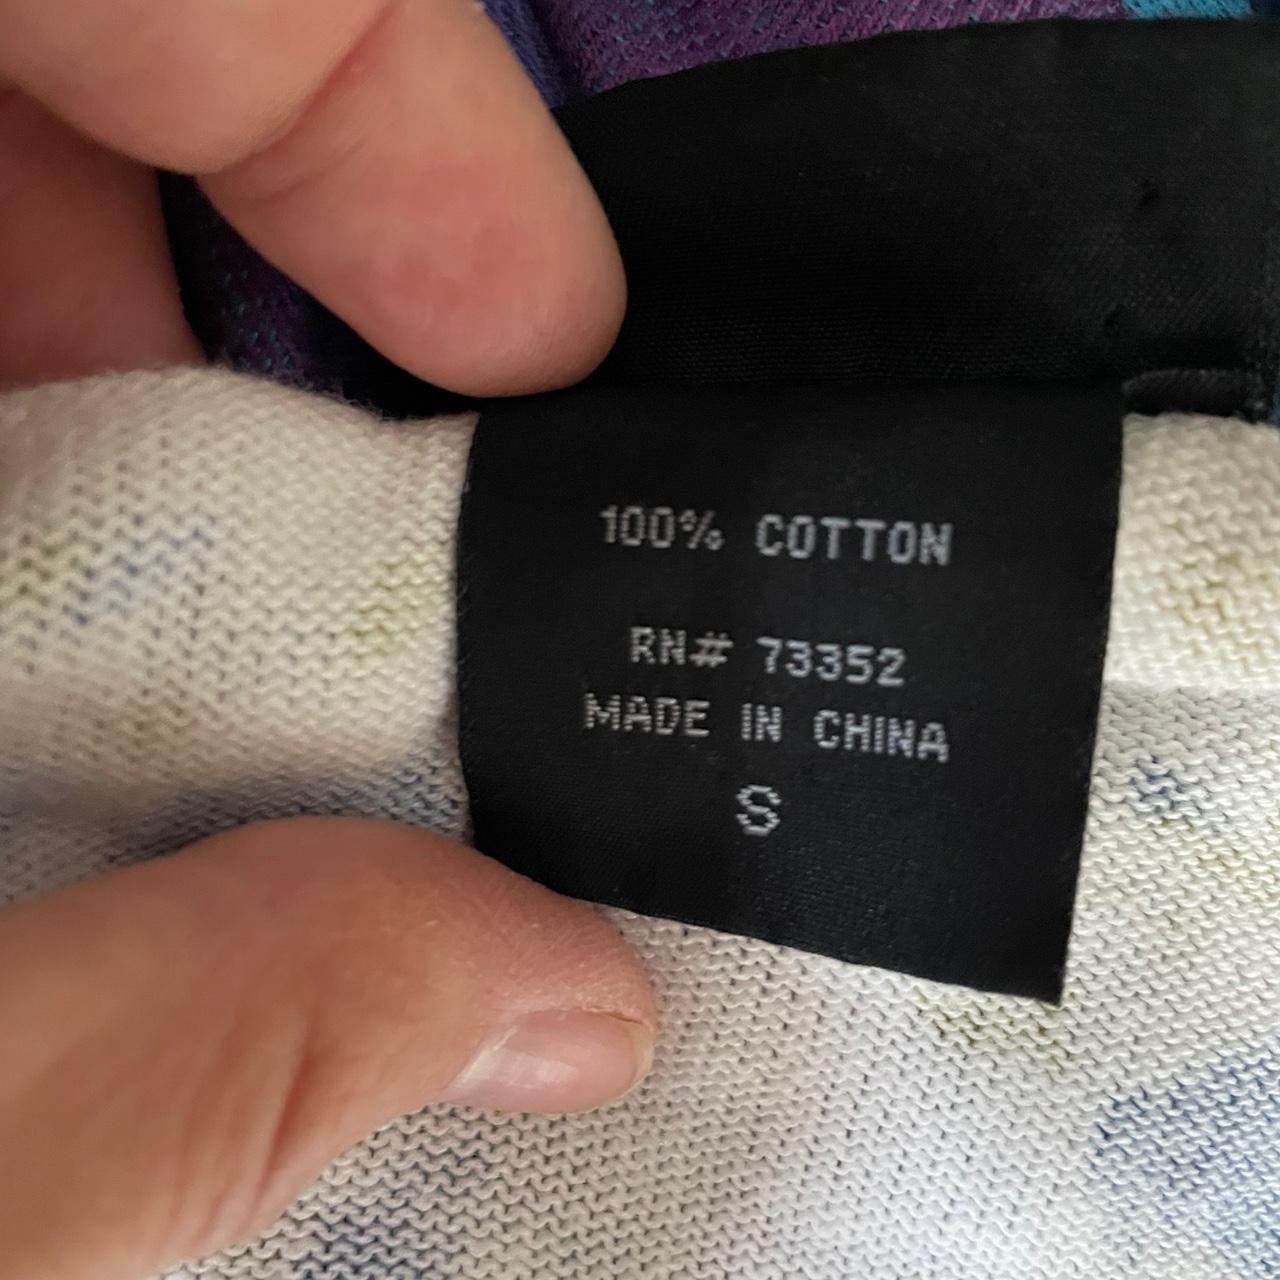 100% COTTON
RN# 73352
MADE IN CHINA
S